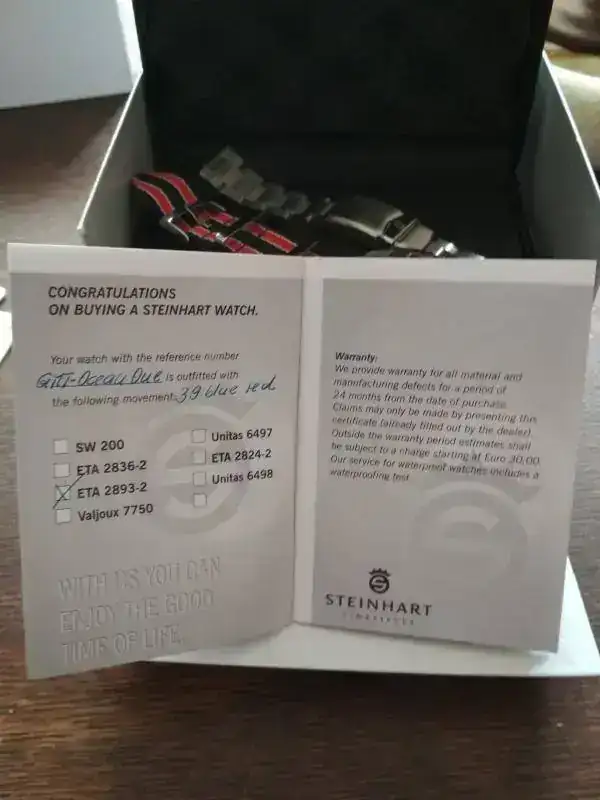 CONGRATULATIONS
ON BUYING A STEINHART WATCH.
Your watch with the reference number
GMT-Ocean One is outfitted with
the following movement: 39 blue red
SW 200
ETA 2836-2
ETA 2893-2
Valjoux 7750
Unitas 6497
ETA 2824-2
Unitas 6498
WITH US YOU CAN
ENJOY THE GOOD
TIME OF LIFE.
Warranty:
We provide warranty for all material and
manufacturing defects for a period of
24 months from the date of purchase.
Claims may only be made by presenting this
certificate (already filled out by the dealer).
Outside the warranty period estimates shall
be subject to a charge starting at Euro 30,00.
Our service for waterproof watches includes a
waterproofing test.
STEINHART